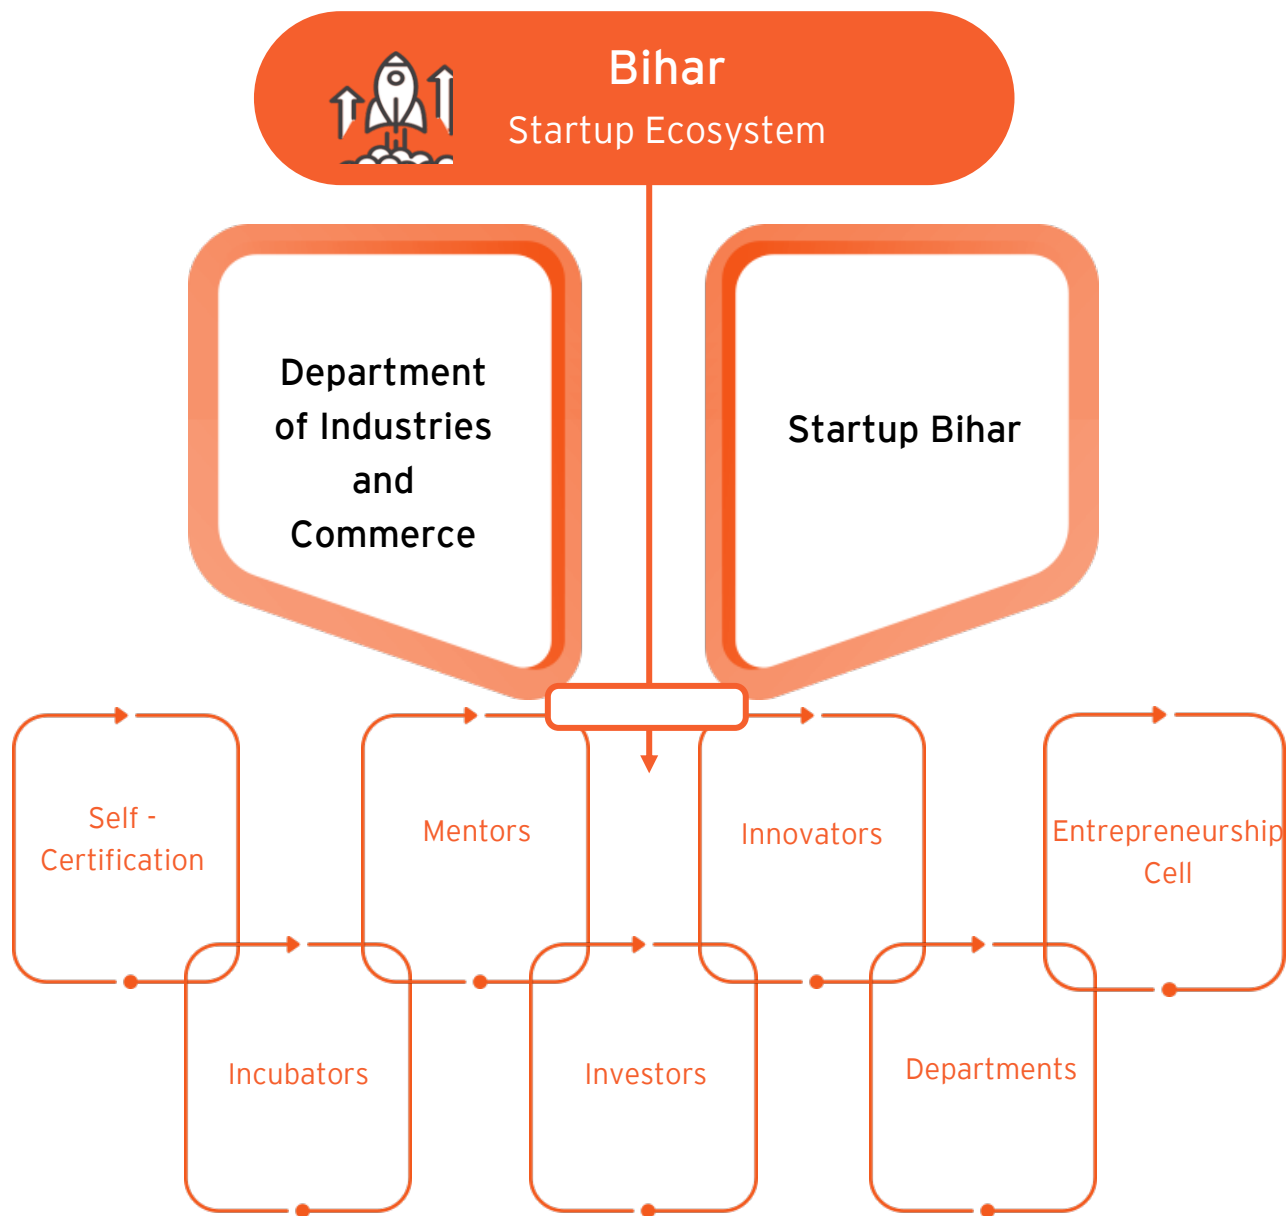 Bihar
Startup Ecosystem
Department
of Industries
and
Commerce
Startup Bihar
Self -
Certification
Mentors
Innovators
Entrepreneurship
Cell
Incubators
Investors
Departments